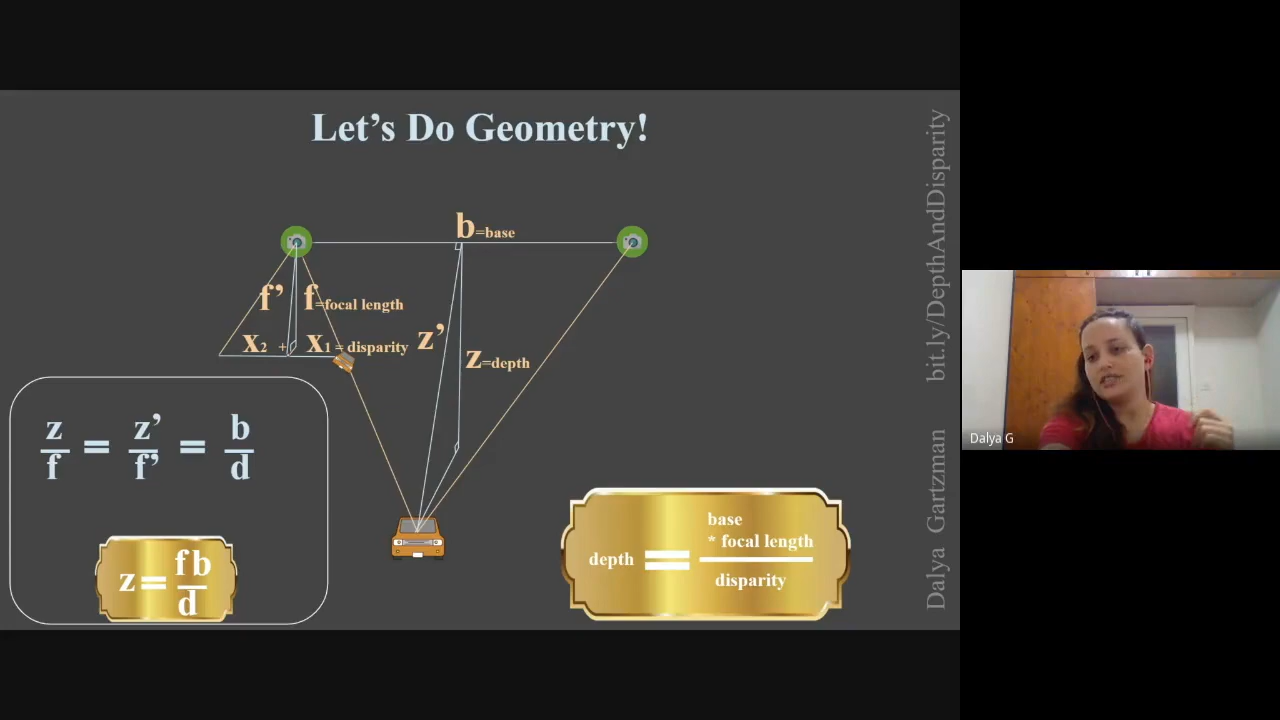 Let's Do Geometry!
b=base
f' f=focal length
x2 + x1 = disparity
z'
z=depth
z/f = z'/f' = b/d
z = f b/d
base
* focal length
depth =
disparity
Dalya Gartzman bit.ly/DepthAndDisparity
Dalya G